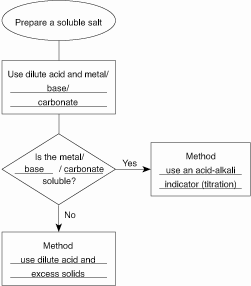 Prepare a soluble salt
Use dilute acid and metal/
base/
carbonate
Is the metal/
base / carbonate
soluble?
Yes
Method
use an acid-alkali
indicator (titration)
No
Method
use dilute acid and
excess solids